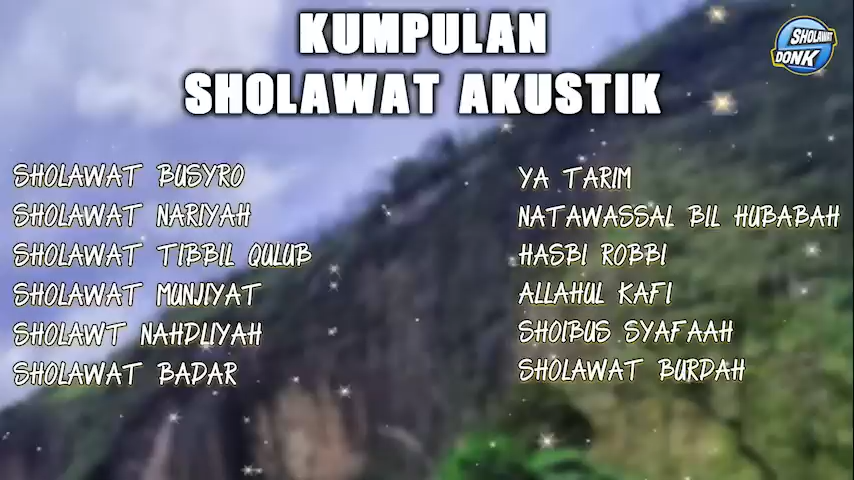 KUMPULAN
SHOLAWAT AKUSTIK
SHOLAWAT DONK
SHOLAWAT BUSYRO
SHOLAWAT NARIYAH
SHOLAWAT TIBBIL QULUB
SHOLAWAT MUNJIYAT
SHOLAWT NAHDLIYAH
SHOLAWAT BADAR
YA TARIM
NATAWASSAL BIL HUBABAH
HASBI ROBBI
ALLAHUL KAFI
SHOIBUS SYAFAAH
SHOLAWAT BURDAH